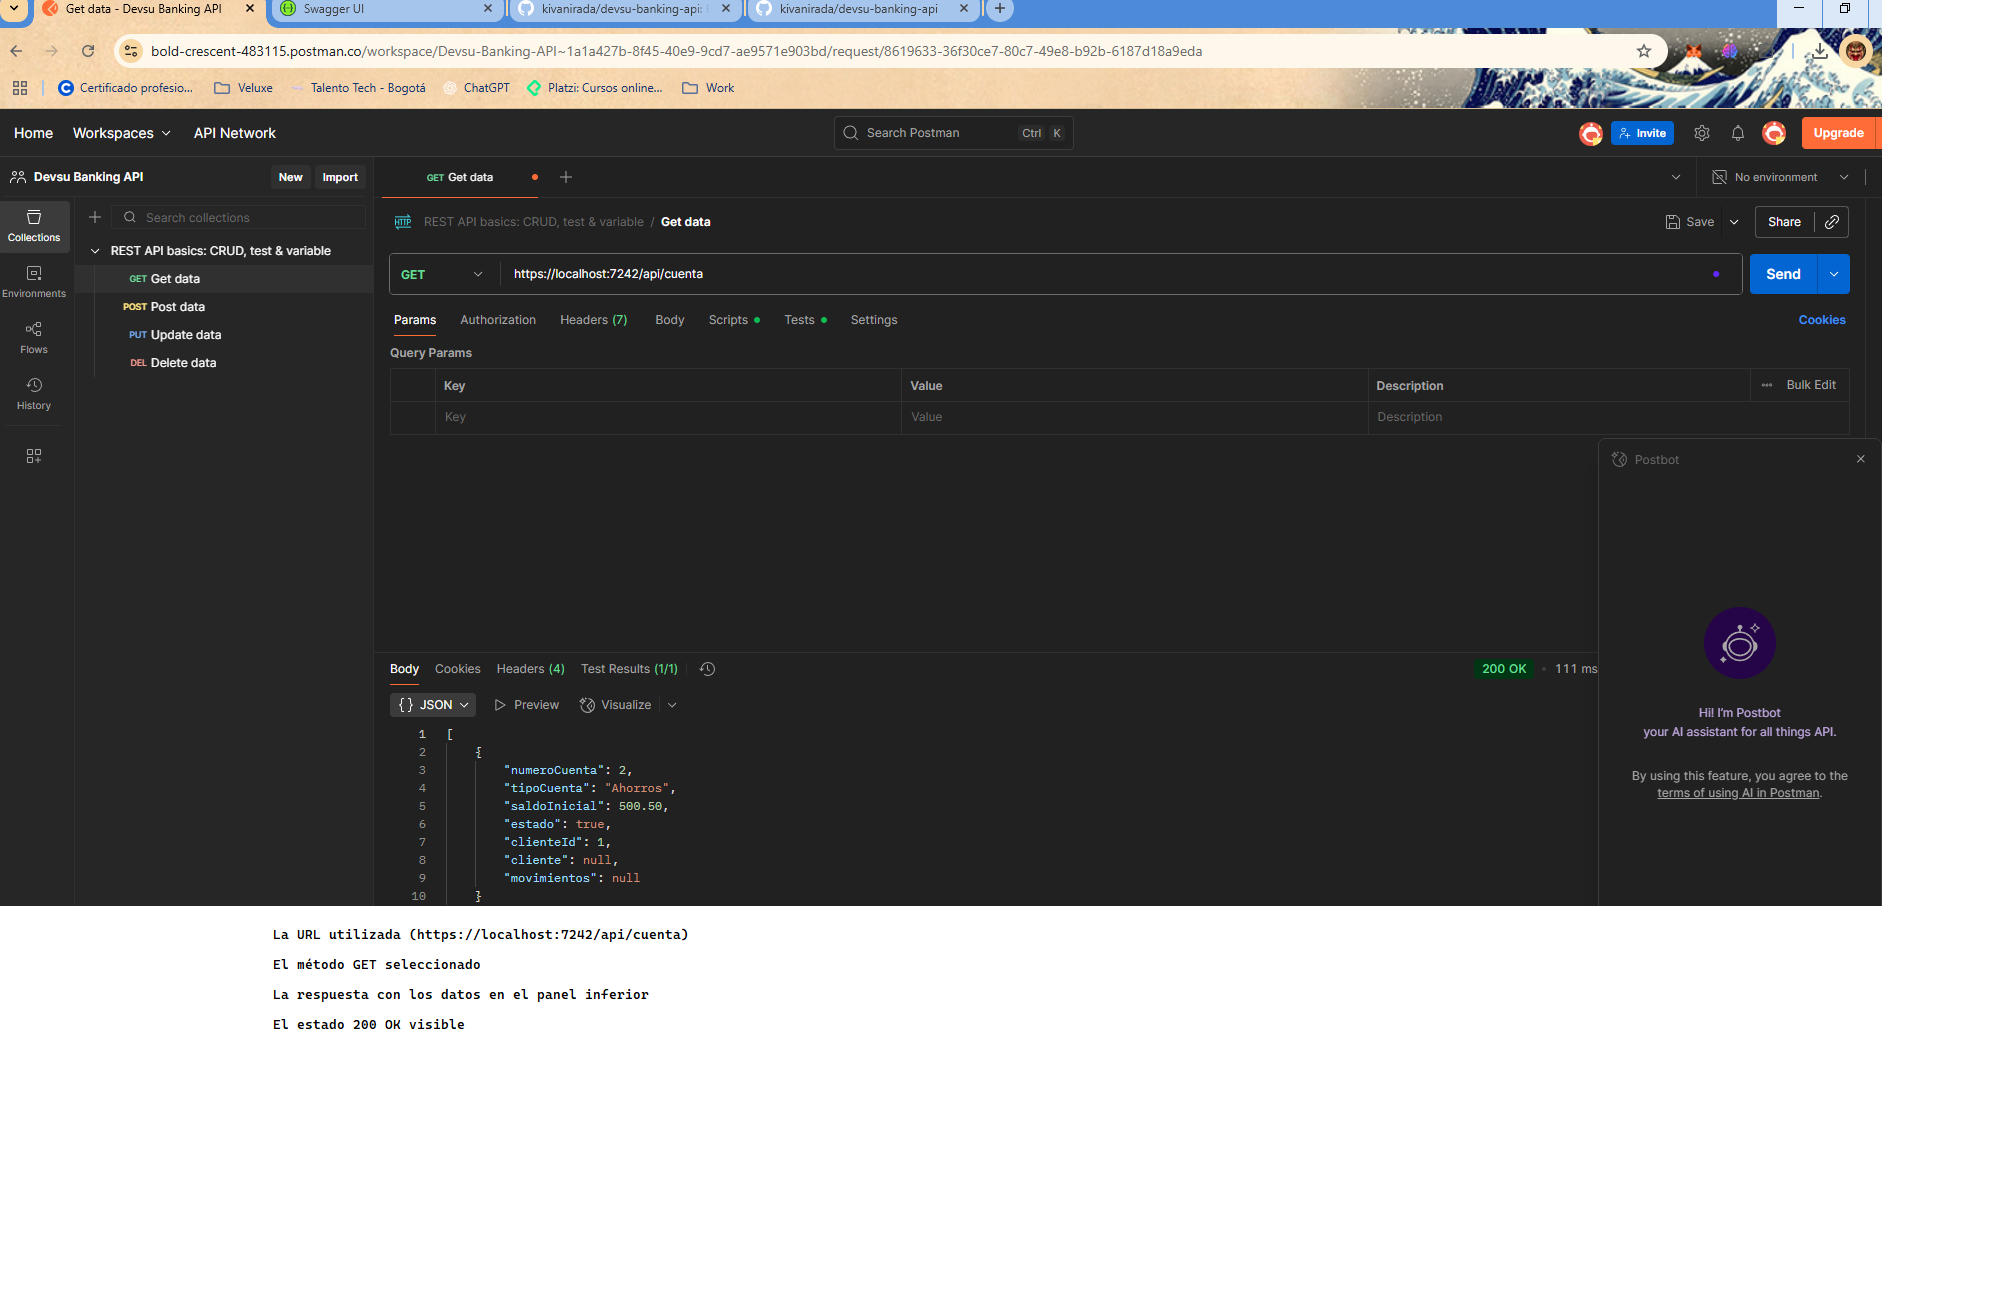 Get data - Devsu Banking API
Swagger UI
kivanirada/devsu-banking-api:
kivanirada/devsu-banking-api
bold-crescent-483115.postman.co/workspace/Devsu-Banking-API~1a1a427b-8f45-40e9-9cd7-ae9571e903bd/request/8619633-36f30ce7-80c7-49e8-b92b-6187d18a9eda
Certificado profesio...
Veluxe
Talento Tech - Bogotá
ChatGPT
Platzi: Cursos online...
Work
Home
Workspaces
API Network
Search Postman
Ctrl K
Invite
Upgrade
Devsu Banking API
New
Import
GET Get data
No environment
Collections
Search collections
REST API basics: CRUD, test & variable / Get data
Save
Share
REST API basics: CRUD, test & variable
GET Get data
POST Post data
PUT Update data
DEL Delete data
Environments
Flows
History
GET
https://localhost:7242/api/cuenta
Send
Params
Authorization
Headers (7)
Body
Scripts
Tests
Settings
Cookies
Query Params
Key Value Description
Bulk Edit
Key Value Description
Postbot
Hi! I'm Postbot
your AI assistant for all things API.
By using this feature, you agree to the
terms of using AI in Postman.
Body
Cookies
Headers (4)
Test Results (1/1)
200 OK
111 ms
{} JSON
Preview
Visualize
1 [
2 {
3 "numeroCuenta": 2,
4 "tipoCuenta": "Ahorros",
5 "saldoInicial": 500.50,
6 "estado": true,
7 "clienteId": 1,
8 "cliente": null,
9 "movimientos": null
10 }
La URL utilizada (https://localhost:7242/api/cuenta)
El método GET seleccionado
La respuesta con los datos en el panel inferior
El estado 200 OK visible